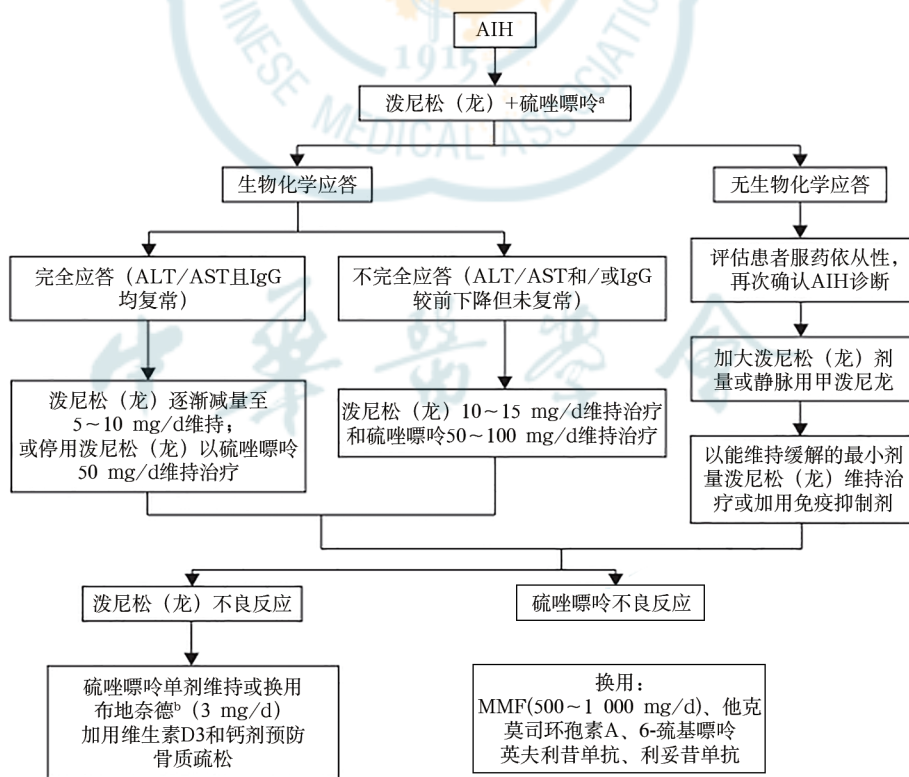 AIH
泼尼松（龙）+硫唑嘌呤a
生物化学应答
无生物化学应答
完全应答（ALT/AST且IgG
均复常）
不完全应答（ALT/AST和/或IgG
较前下降但未复常）
评估患者服药依从性，
再次确认AIH诊断
加大泼尼松（龙）剂
量或静脉用甲泼尼龙
泼尼松（龙）逐渐减量至
5~10 mg/d维持；
或停用泼尼松（龙）以硫唑嘌呤
50 mg/d维持治疗
泼尼松（龙）10~15 mg/d维持治疗
和硫唑嘌呤50~100 mg/d维持治疗
以能维持缓解的最小剂
量泼尼松（龙）维持治
疗或加用免疫抑制剂
泼尼松（龙）不良反应
硫唑嘌呤不良反应
硫唑嘌呤单剂维持或换用
布地奈德b（3 mg/d）
加用维生素D3和钙剂预防
骨质疏松
换用：
MMF(500~1 000 mg/d)、他克
莫司环孢素A、6-巯基嘌呤
英夫利昔单抗、利妥昔单抗
CHINESE MEDICAL ASSOCIATION
1915
中华醫學會